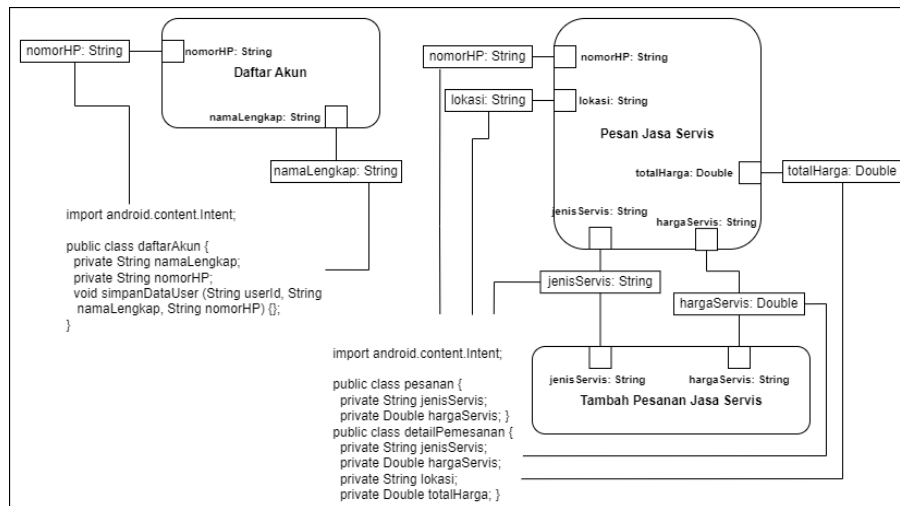 nomorHP: String
nomorHP: String
Daftar Akun
namaLengkap: String
namaLengkap: String
import android.content.Intent;
public class daftarAkun {
private String namaLengkap;
private String nomorHP;
void simpanDataUser (String userId, String
namaLengkap, String nomorHP) {};
}
nomorHP: String
nomorHP: String
lokasi: String
lokasi: String
Pesan Jasa Servis
totalHarga: Double
totalHarga: Double
jenisServis: String
hargaServis: String
jenisServis: String
hargaServis: Double
jenisServis: String
hargaServis: String
Tambah Pesanan Jasa Servis
import android.content.Intent;
public class pesanan {
private String jenisServis;
private Double hargaServis; }
public class detailPemesanan {
private String jenisServis;
private Double hargaServis;
private String lokasi;
private Double totalHarga; }